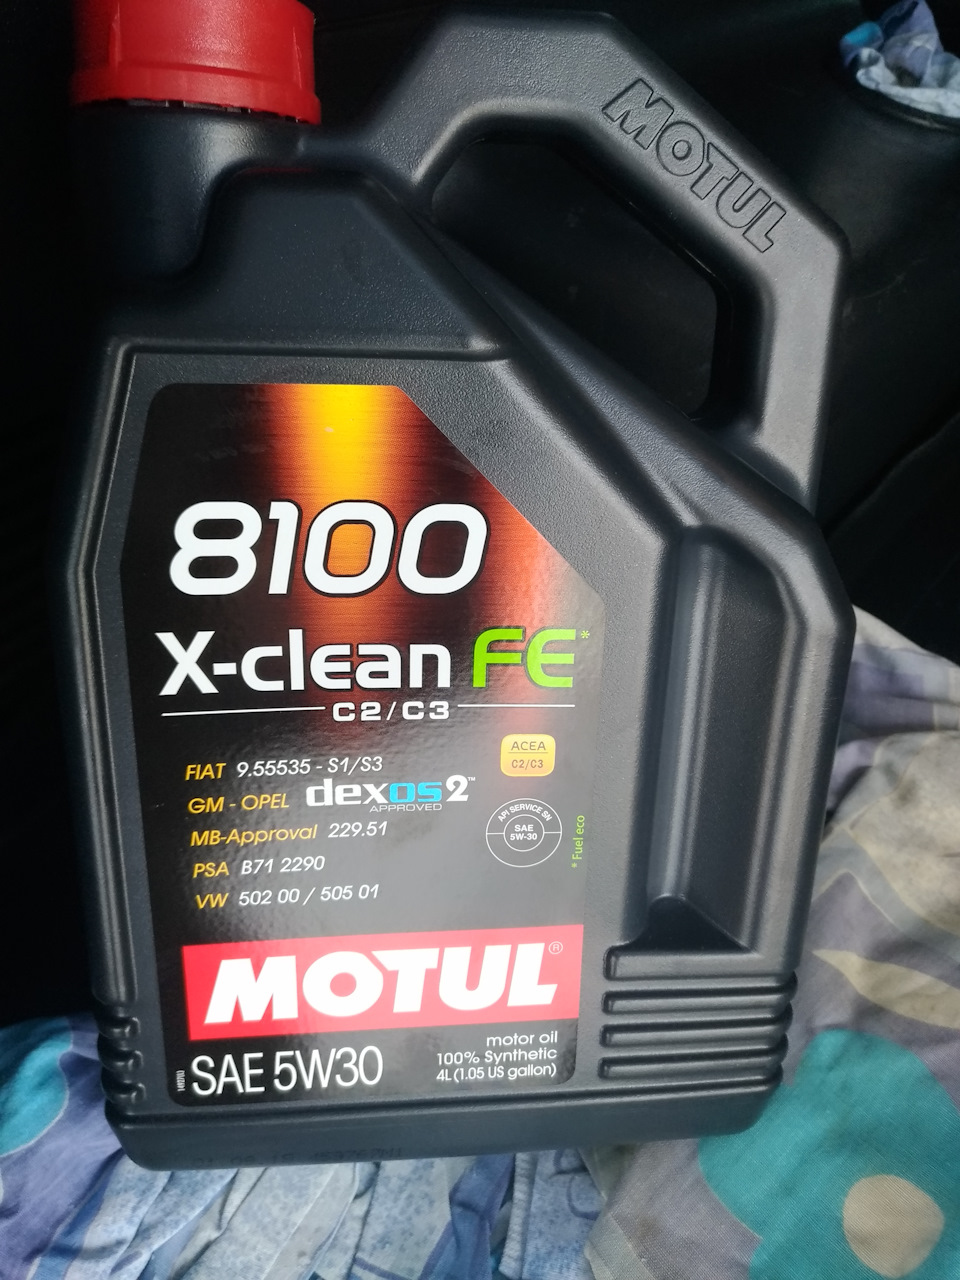 MOTUL
8100
X-clean FE*
C2/C3
ACEA
C2/C3
FIAT 9.55535 - S1/S3
GM - OPEL dexos2™
APPROVED
MB-Approval 229.51
PSA B71 2290
VW 502 00 / 505 01
API SERVICE SN
SAE
5W-30
* Fuel eco
MOTUL®
SAE 5W30
motor oil
100% Synthetic
4L (1.05 US gallon)